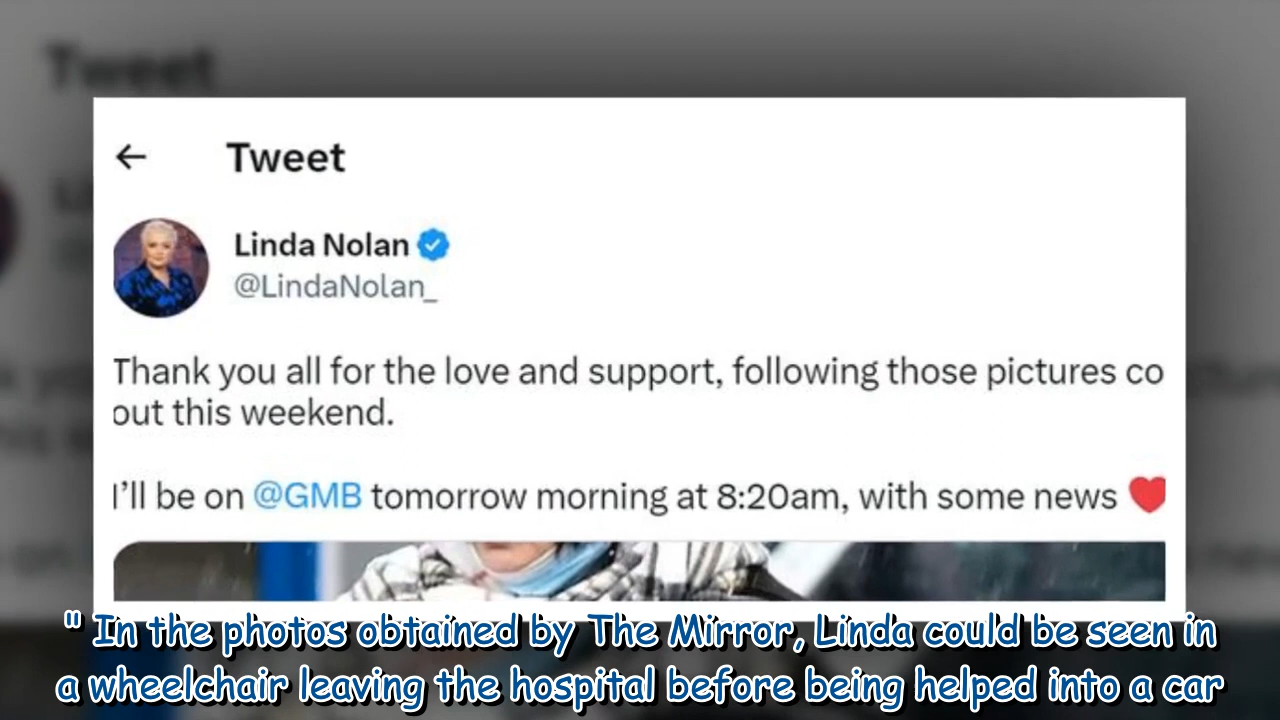 Tweet
Tweet
Linda Nolan
@LindaNolan_
Thank you all for the love and support, following those pictures co
out this weekend.
I'll be on @GMB tomorrow morning at 8:20am, with some news
" In the photos obtained by The Mirror, Linda could be seen in
a wheelchair leaving the hospital before being helped into a car